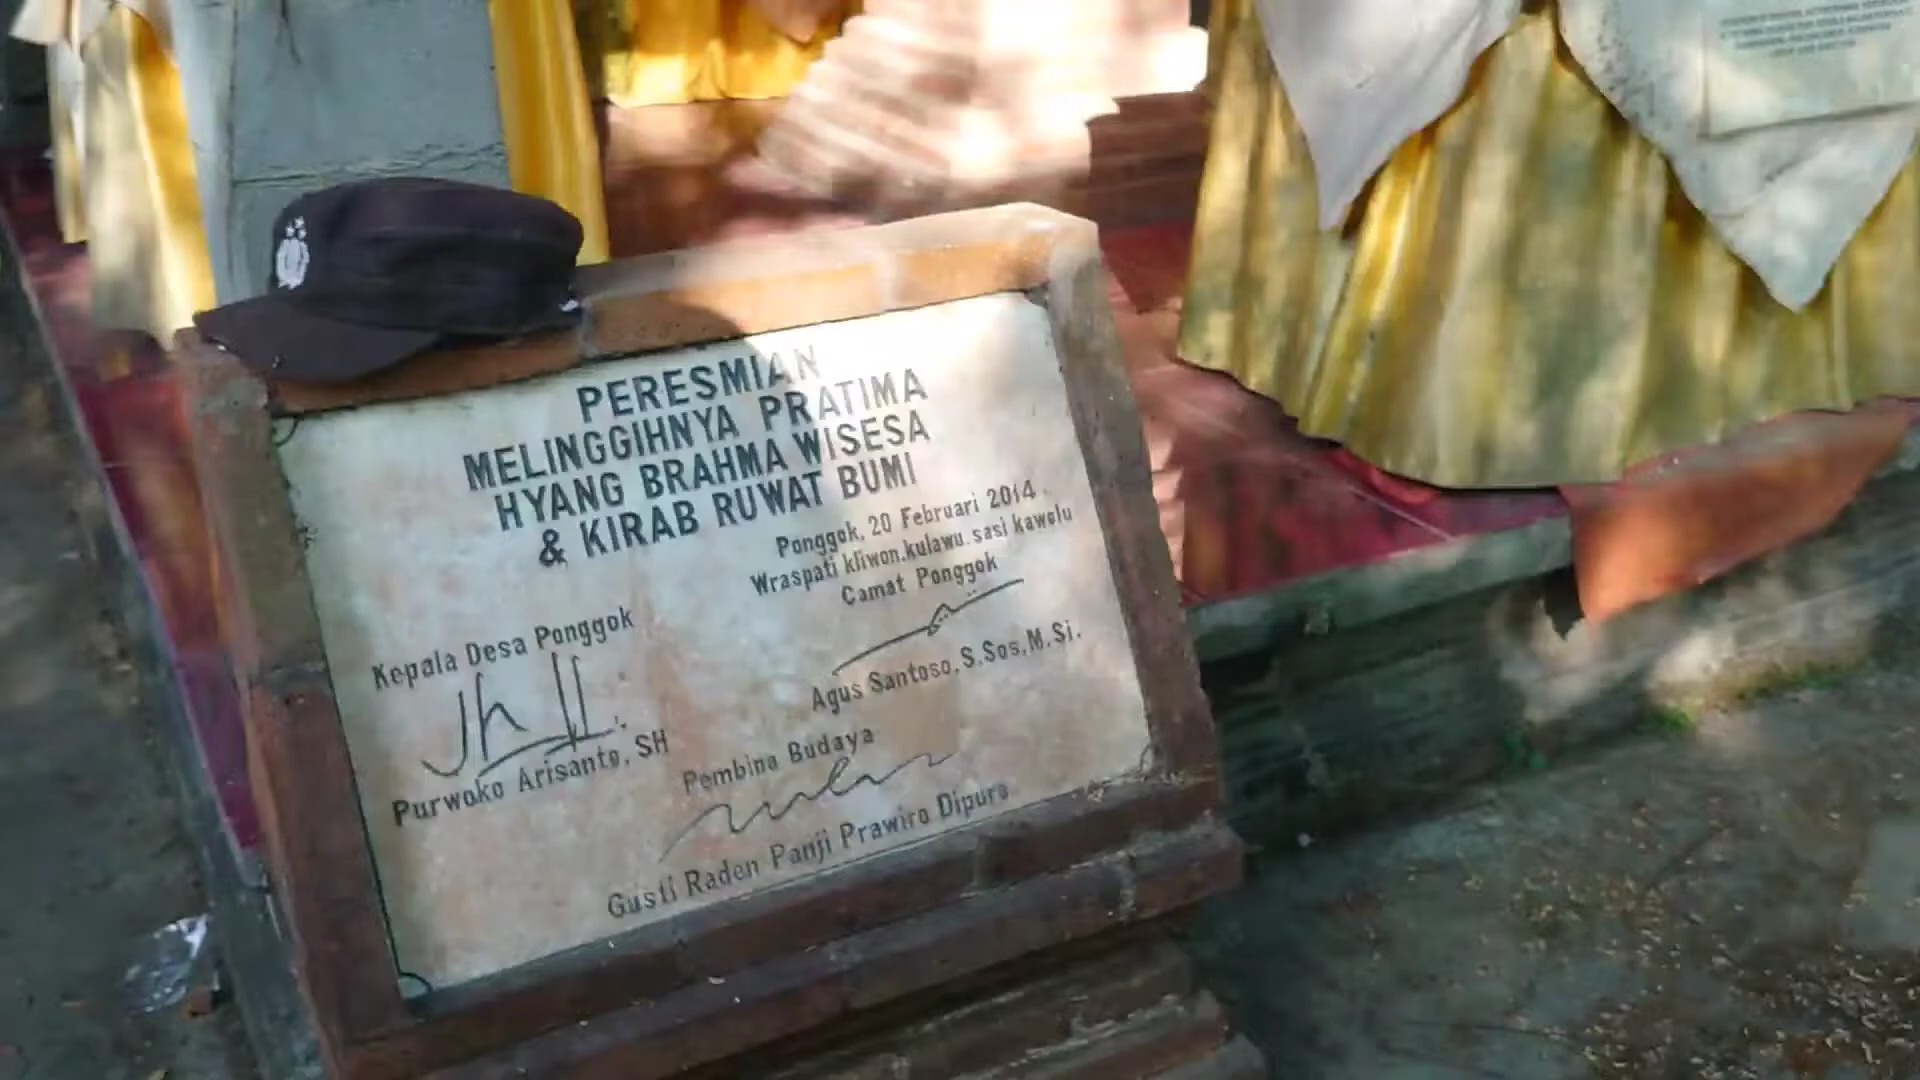 PERESMIAN
MELINGGIHNYA PRATIMA
HYANG BRAHMA WISESA
& KIRAB RUWAT BUMI
Ponggok, 20 Februari 2014
Wraspati kliwon.kulawu.sasi kawolu
Camat Ponggok
Agus Santoso,S.Sos,M.Si.
Kepala Desa Ponggok
Purwoko Arisanto, SH
Pembina Budaya
Gusti Raden Panji Prawiro Dipuro